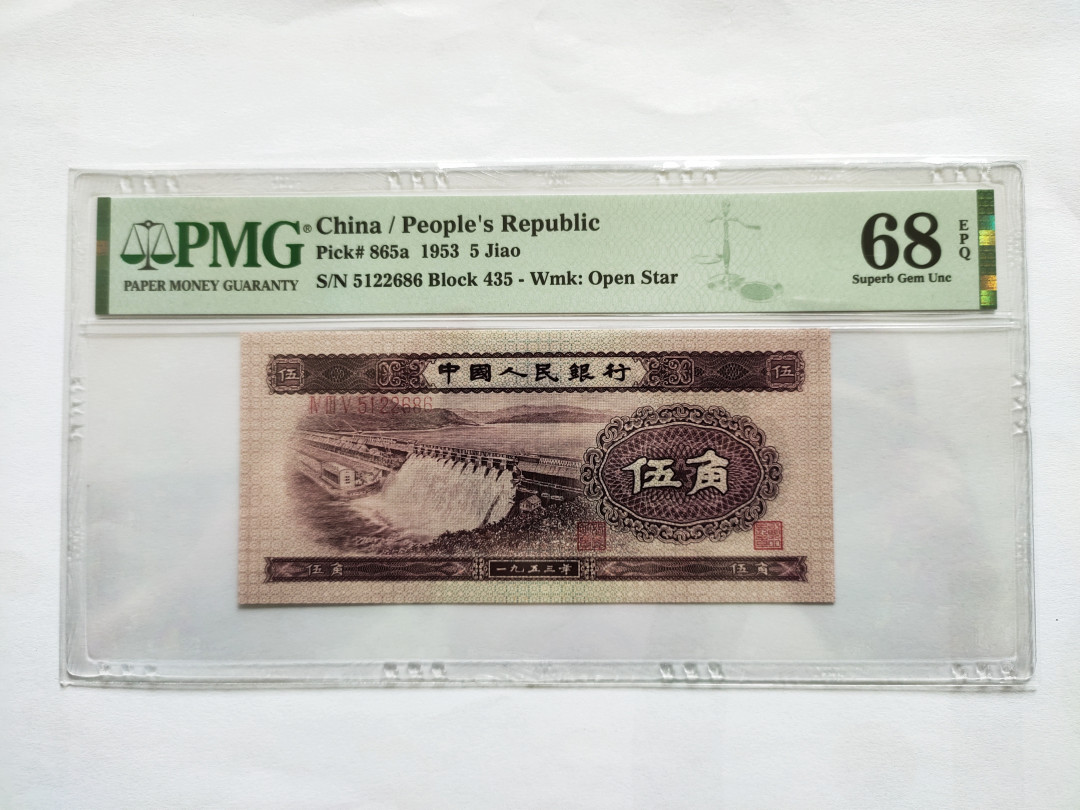 PMG®
PAPER MONEY GUARANTY
China / People's Republic
Pick# 865a 1953 5 Jiao
S/N 5122686 Block 435 - Wmk: Open Star
68
EPQ
Superb Gem Unc
伍 中國人民銀行 伍
Ⅳ Ⅲ Ⅴ 5122686
伍角
伍角 一九五三年 伍角